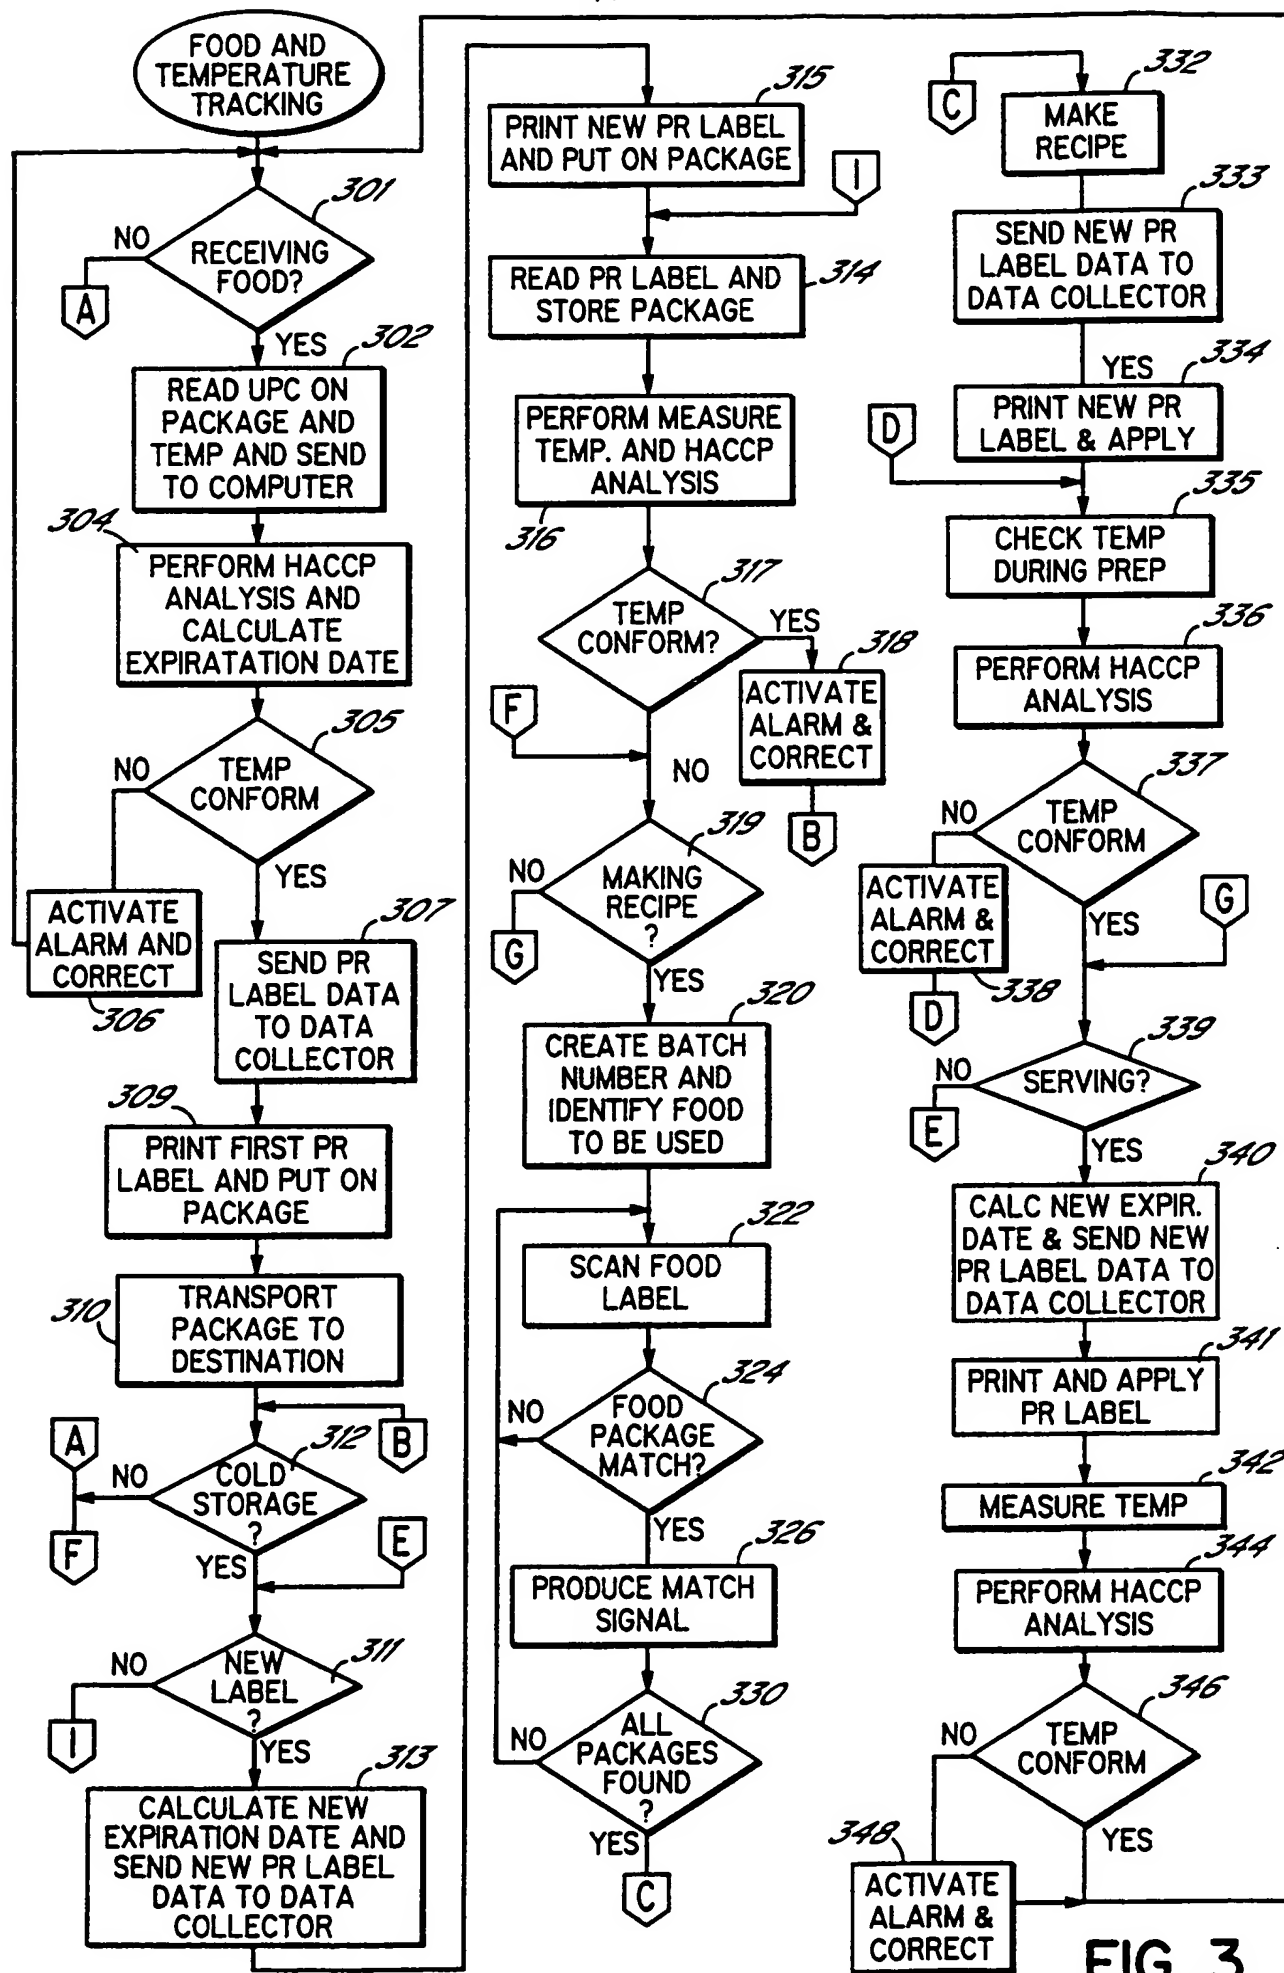 FOOD AND
TEMPERATURE
TRACKING
301
NO
RECEIVING
FOOD?
A
YES
302
READ UPC ON
PACKAGE AND
TEMP AND SEND
TO COMPUTER
304
PERFORM HACCP
ANALYSIS AND
CALCULATE
EXPIRATATION DATE
305
NO
TEMP
CONFORM
YES
ACTIVATE
ALARM AND
CORRECT
306
307
SEND PR
LABEL DATA
TO DATA
COLLECTOR
309
PRINT FIRST PR
LABEL AND PUT ON
PACKAGE
310
TRANSPORT
PACKAGE TO
DESTINATION
A
B
312
NO
COLD
STORAGE
?
F
YES
E
311
NO
NEW
LABEL
?
I
YES
313
CALCULATE NEW
EXPIRATION DATE AND
SEND NEW PR LABEL
DATA TO DATA
COLLECTOR
315
PRINT NEW PR LABEL
AND PUT ON PACKAGE
I
314
READ PR LABEL AND
STORE PACKAGE
PERFORM MEASURE
TEMP. AND HACCP
ANALYSIS
316
317
TEMP
CONFORM?
YES
318
ACTIVATE
ALARM &
CORRECT
F
NO
B
319
NO
MAKING
RECIPE
?
G
YES
320
CREATE BATCH
NUMBER AND
IDENTIFY FOOD
TO BE USED
322
SCAN FOOD
LABEL
324
NO
FOOD
PACKAGE
MATCH?
YES
326
PRODUCE MATCH
SIGNAL
330
NO
ALL
PACKAGES
FOUND
?
YES
C
C
332
MAKE
RECIPE
333
SEND NEW PR
LABEL DATA TO
DATA COLLECTOR
YES
334
PRINT NEW PR
LABEL & APPLY
D
335
CHECK TEMP
DURING PREP
336
PERFORM HACCP
ANALYSIS
337
NO
TEMP
CONFORM
ACTIVATE
ALARM &
CORRECT
338
D
YES
G
339
NO
SERVING?
E
YES
340
CALC NEW EXPIR.
DATE & SEND NEW
PR LABEL DATA TO
DATA COLLECTOR
341
PRINT AND APPLY
PR LABEL
342
MEASURE TEMP
344
PERFORM HACCP
ANALYSIS
346
NO
TEMP
CONFORM
YES
348
ACTIVATE
ALARM &
CORRECT
FIG. 3